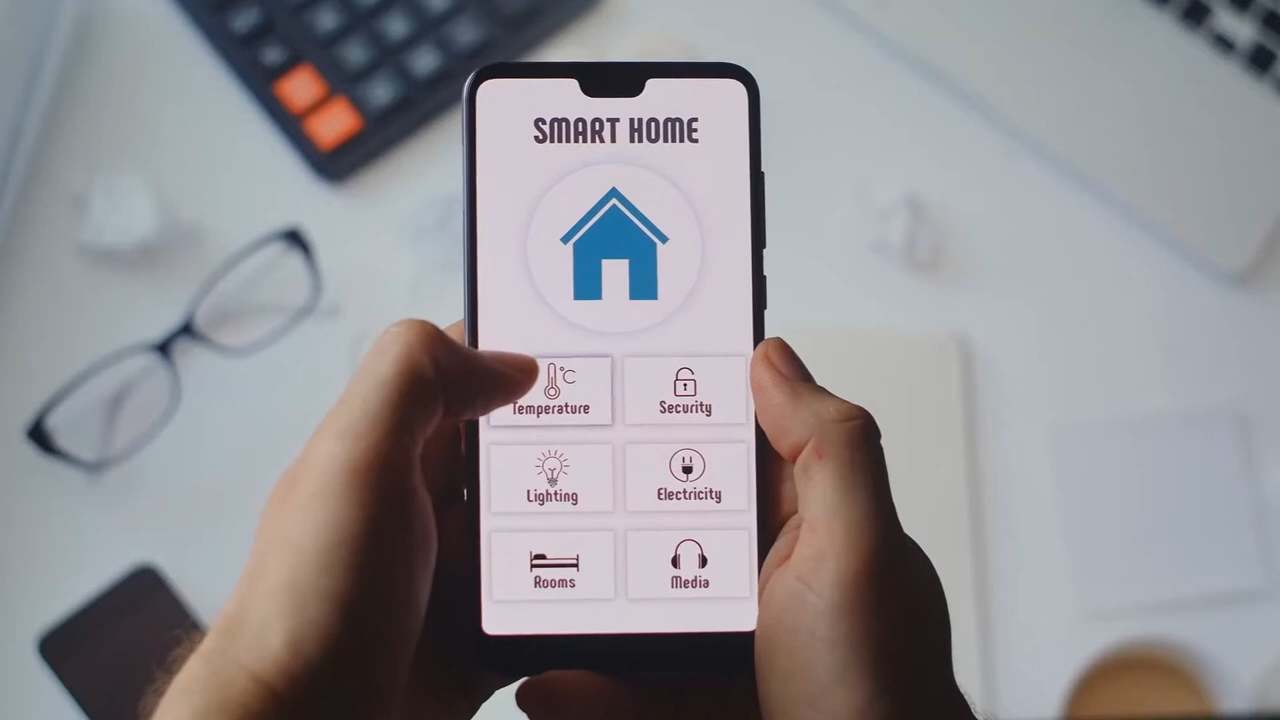 SMART HOME
°C
Temperature
Security
Lighting
Electricity
Rooms
Media